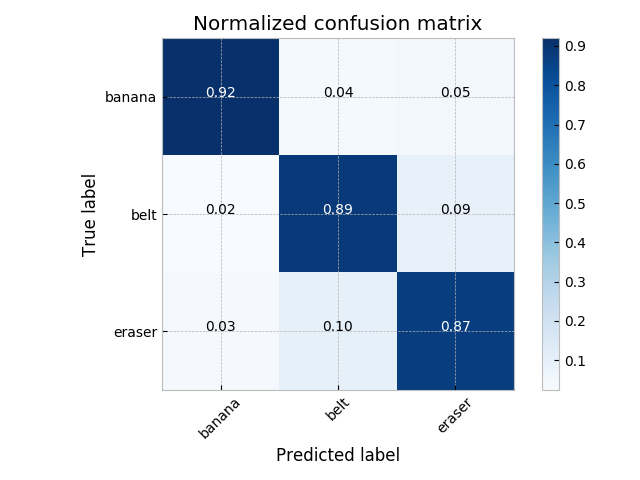 Normalized confusion matrix
banana 0.92 0.04 0.05
belt 0.02 0.89 0.09
eraser 0.03 0.10 0.87
banana belt eraser
True label
Predicted label
0.9
0.8
0.7
0.6
0.5
0.4
0.3
0.2
0.1